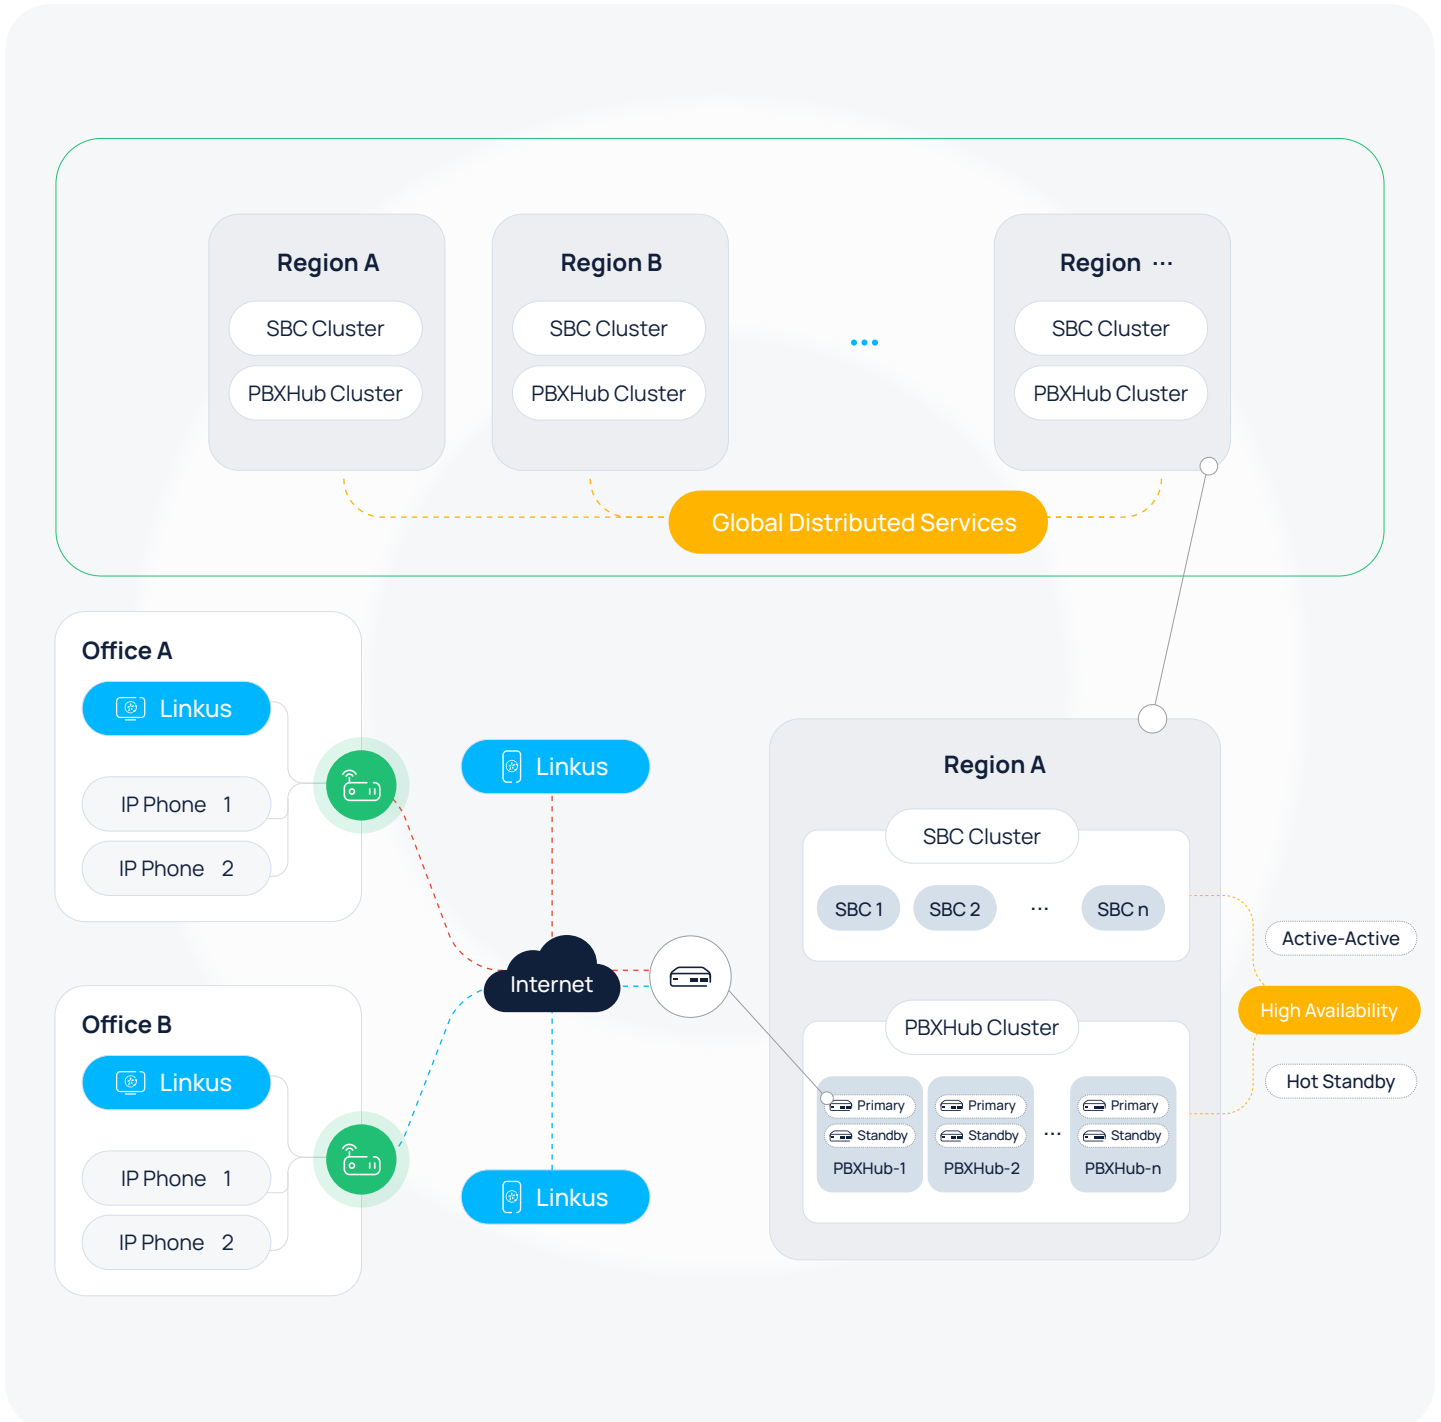 Region A
SBC Cluster
PBXHub Cluster
Region B
SBC Cluster
PBXHub Cluster
...
Region ...
SBC Cluster
PBXHub Cluster
Global Distributed Services
Office A
Linkus
IP Phone 1
IP Phone 2
Linkus
Internet
Office B
Linkus
IP Phone 1
IP Phone 2
Linkus
Region A
SBC Cluster
SBC 1
SBC 2
...
SBC n
PBXHub Cluster
Primary
Standby
PBXHub-1
Primary
Standby
PBXHub-2
...
Primary
Standby
PBXHub-n
Active-Active
High Availability
Hot Standby